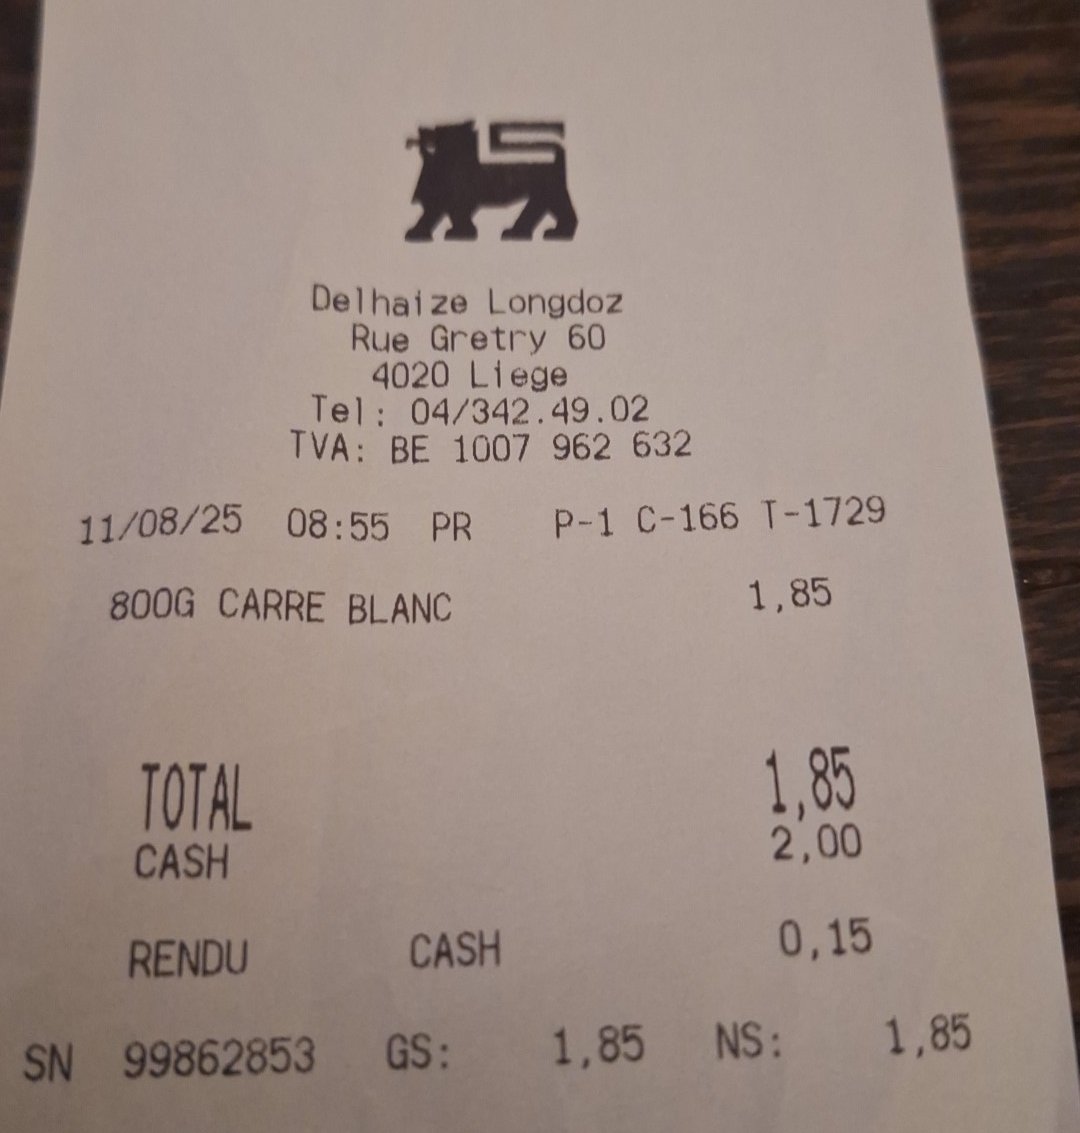 Delhaize Longdoz
Rue Gretry 60
4020 Liege
Tel: 04/342.49.02
TVA: BE 1007 962 632
11/08/25 08:55 PR P-1 C-166 T-1729
800G CARRE BLANC 1,85
TOTAL 1,85
CASH 2,00
RENDU CASH 0,15
SN 99862853 GS: 1,85 NS: 1,85